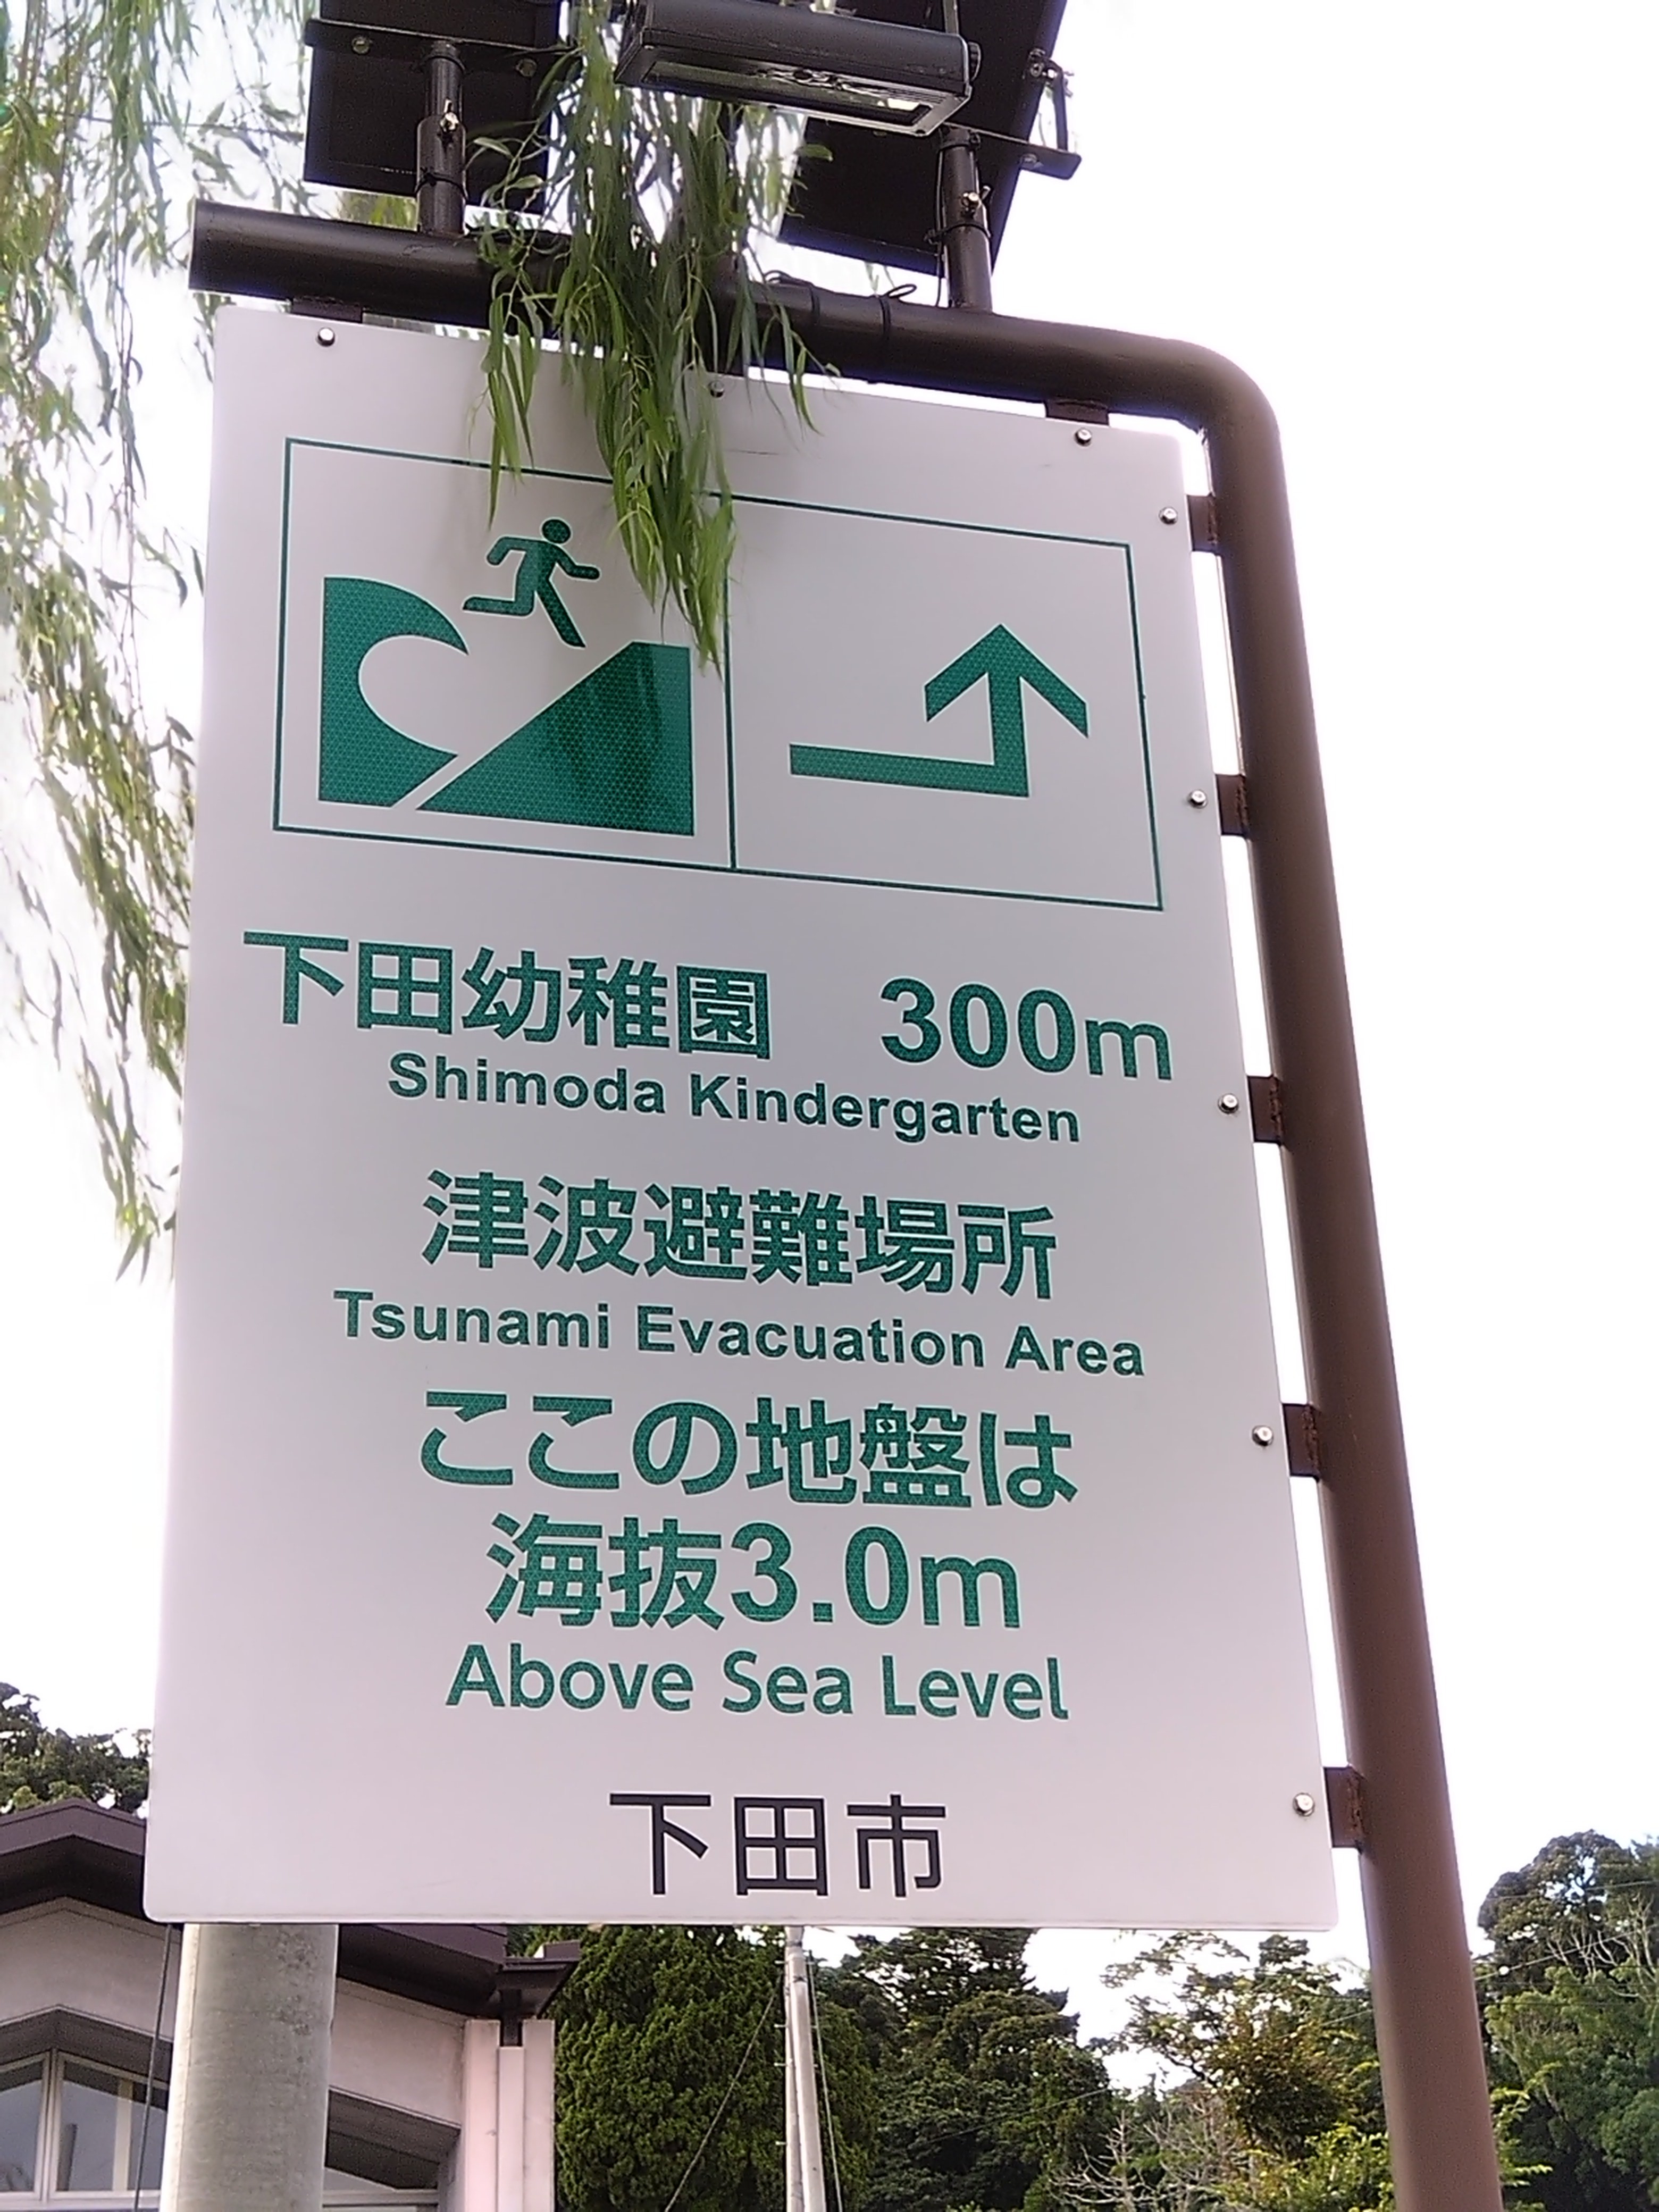 下田幼稚園　300m
Shimoda Kindergarten
津波避難場所
Tsunami Evacuation Area
ここの地盤は
海抜3.0m
Above Sea Level
下田市